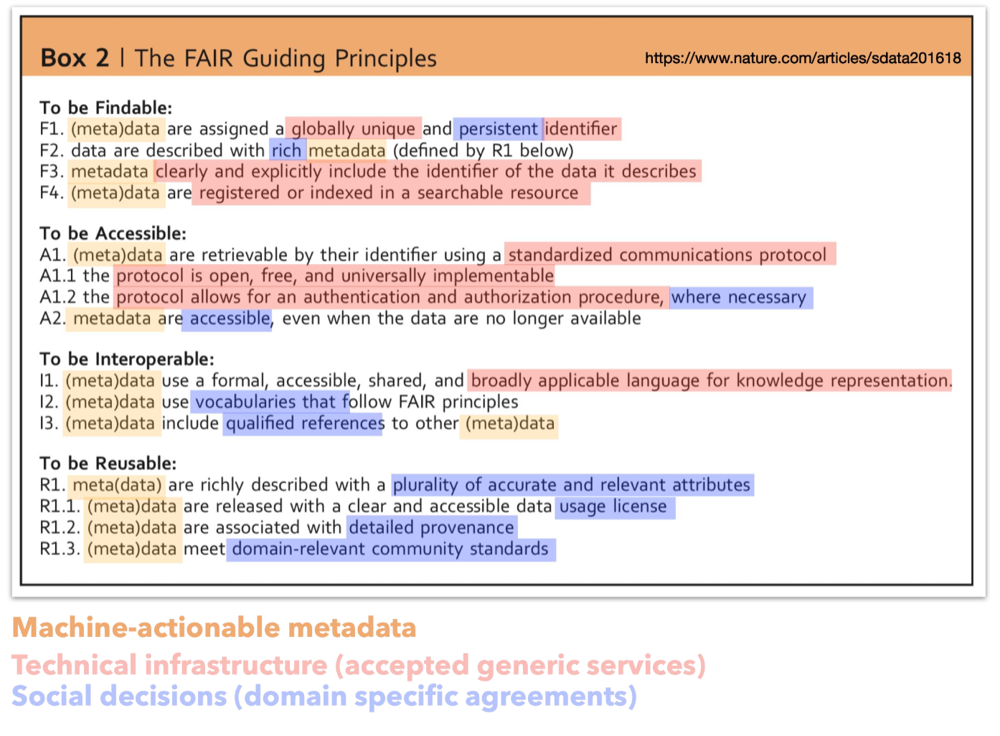 Box 2 | The FAIR Guiding Principles https://www.nature.com/articles/sdata201618
To be Findable:
F1. (meta)data are assigned a globally unique and persistent identifier
F2. data are described with rich metadata (defined by R1 below)
F3. metadata clearly and explicitly include the identifier of the data it describes
F4. (meta)data are registered or indexed in a searchable resource
To be Accessible:
A1. (meta)data are retrievable by their identifier using a standardized communications protocol
A1.1 the protocol is open, free, and universally implementable
A1.2 the protocol allows for an authentication and authorization procedure, where necessary
A2. metadata are accessible, even when the data are no longer available
To be Interoperable:
I1. (meta)data use a formal, accessible, shared, and broadly applicable language for knowledge representation.
I2. (meta)data use vocabularies that follow FAIR principles
I3. (meta)data include qualified references to other (meta)data
To be Reusable:
R1. meta(data) are richly described with a plurality of accurate and relevant attributes
R1.1. (meta)data are released with a clear and accessible data usage license
R1.2. (meta)data are associated with detailed provenance
R1.3. (meta)data meet domain-relevant community standards
Machine-actionable metadata
Technical infrastructure (accepted generic services)
Social decisions (domain specific agreements)